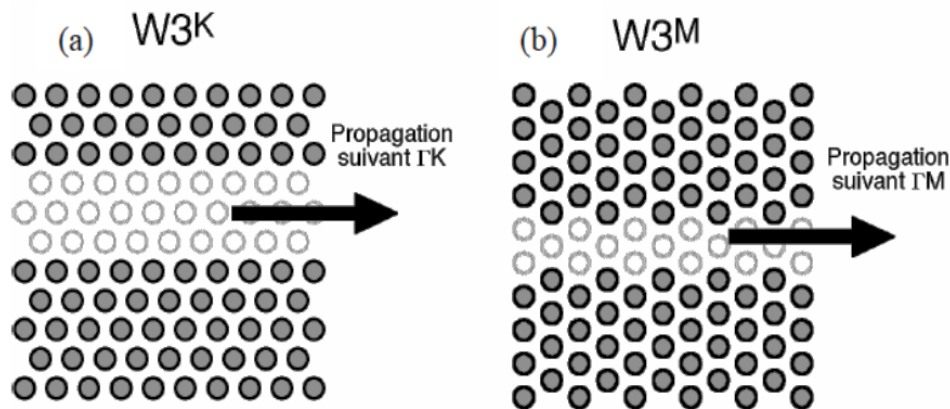 (a) W3ᴷ
Propagation
suivant ΓK
(b) W3ᴹ
Propagation
suivant ΓM